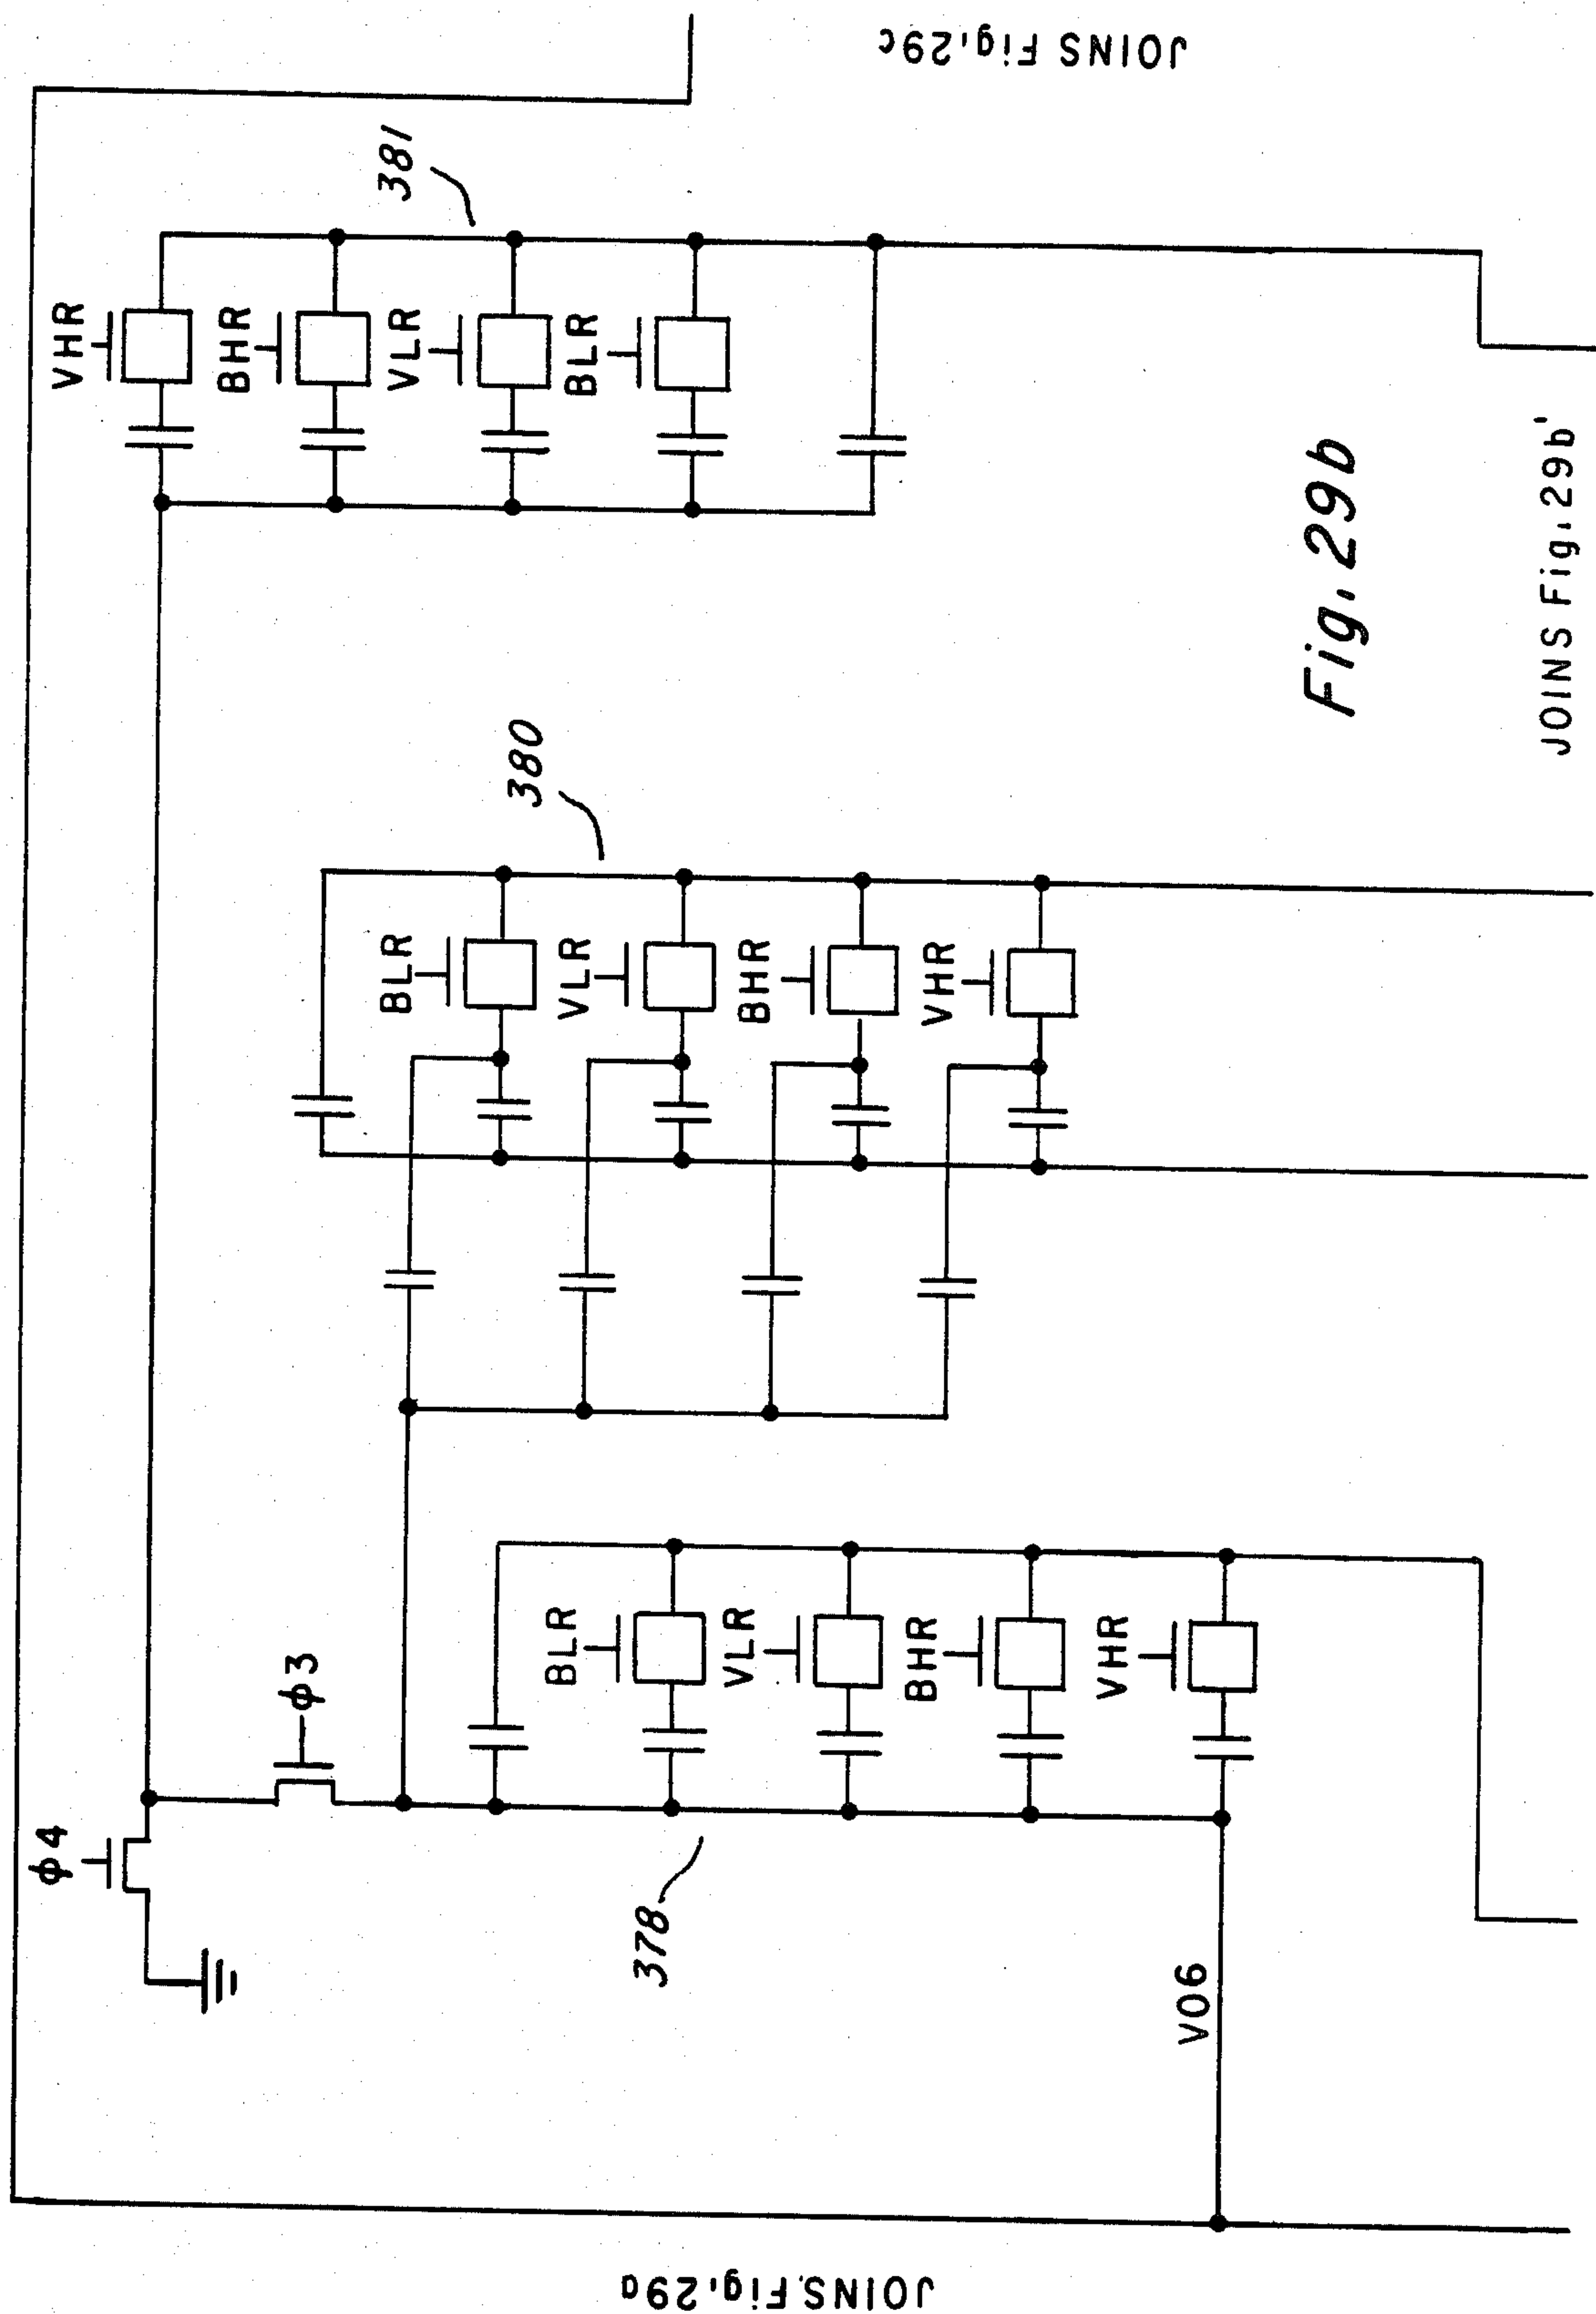 JOINS Fig. 29c
381
VHR
BHR
VLR
BLR
380
BLR
VLR
BHR
VHR
φ4
φ3
BLR
VLR
BHR
VHR
378
V06
Fig. 29b
JOINS Fig. 29b'
JOINS Fig. 29a